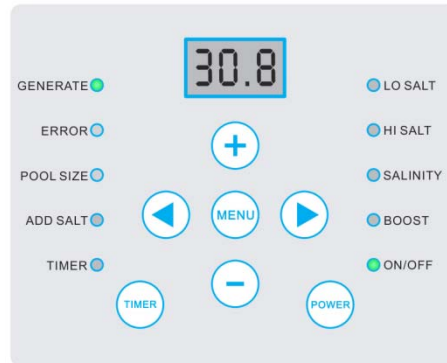 30.8
GENERATE
LO SALT
ERROR
+
HI SALT
POOL SIZE
SALINITY
ADD SALT
MENU
BOOST
TIMER
−
ON/OFF
TIMER
POWER